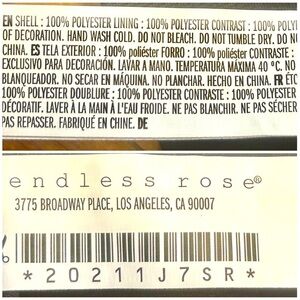 EN SHELL : 100% POLYESTER LINING : 100% POLYESTER CONTRAST : 100% PO
OF DECORATION. HAND WASH COLD. DO NOT BLEACH. DO NOT TUMBLE DRY. DO NO
CHINA. ES TELA EXTERIOR : 100% poliéster FORRO : 100% poliéster CONTRASTE :
EXCLUSIVO PARA DECORACIÓN. LAVAR A MANO. TEMPERATURA MÁXIMA 40 °C. NO
BLANQUEADOR. NO SECAR EN MÁQUINA. NO PLANCHAR. HECHO EN CHINA. FR ÉTO
100% POLYESTER DOUBLURE : 100% POLYESTER CONTRASTE : 100% POLYESTER
DÉCORATIF. LAVER À LA MAIN À L'EAU FROIDE. NE PAS BLANCHIR. NE PAS SÉCHER
PAS REPASSER. FABRIQUÉ EN CHINE. DE
endless rose®
3775 BROADWAY PLACE, LOS ANGELES, CA 90007
*20211J7SR*